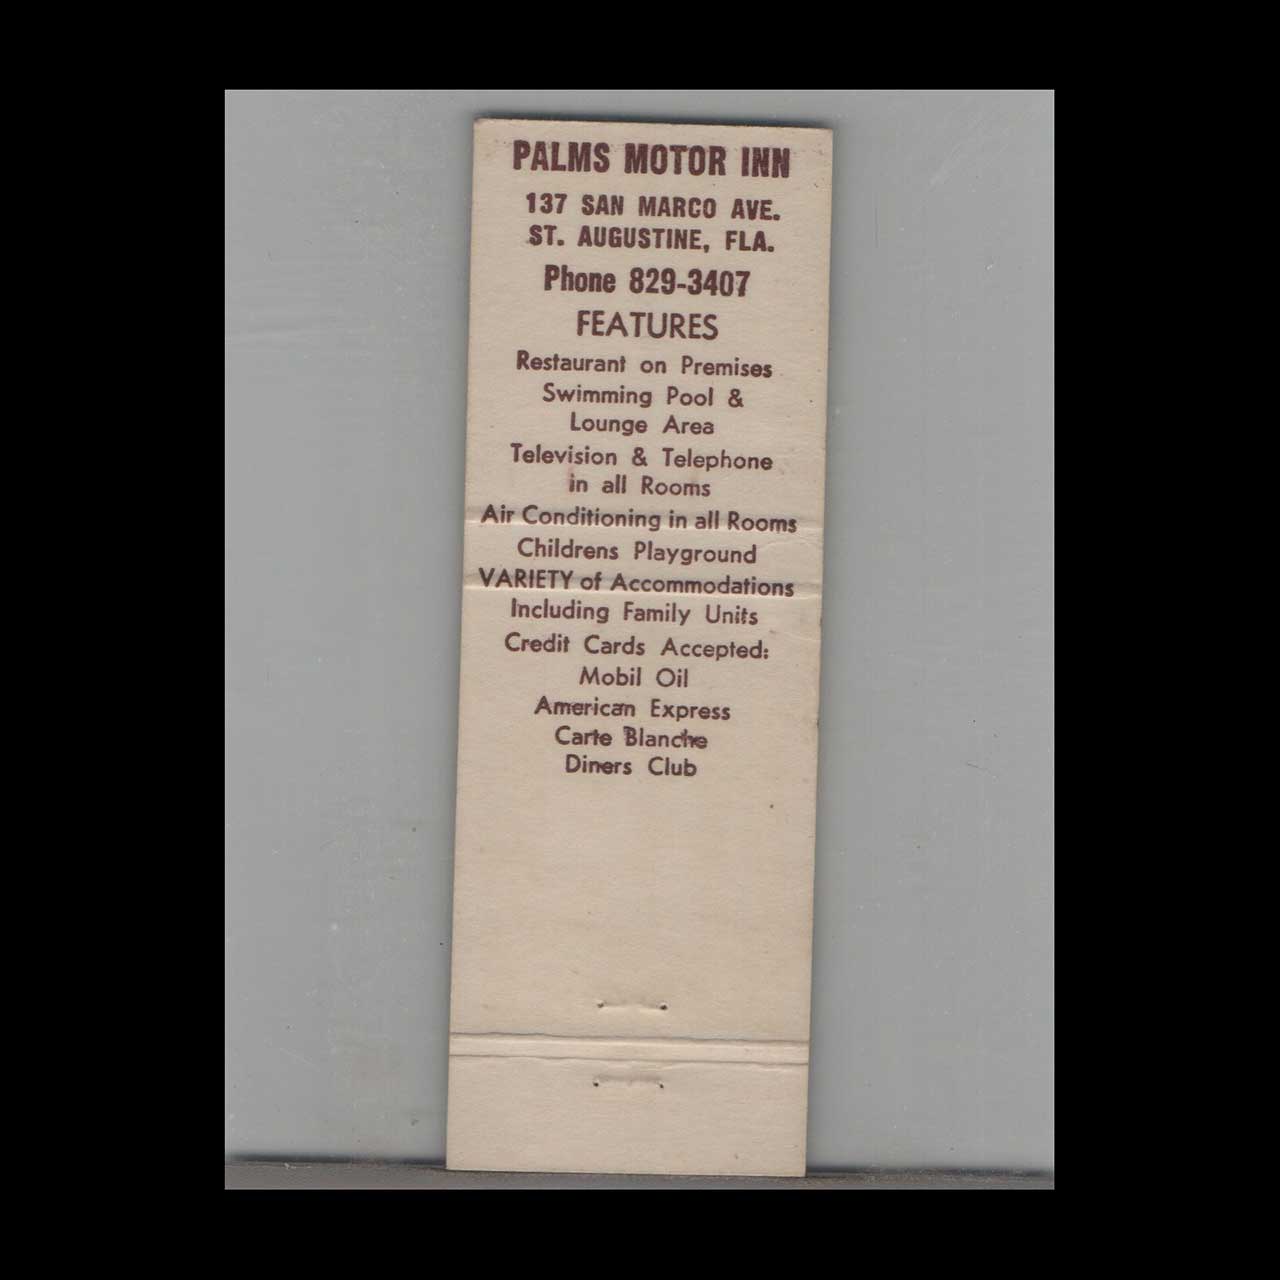 PALMS MOTOR INN
137 SAN MARCO AVE.
ST. AUGUSTINE, FLA.
Phone 829-3407
FEATURES
Restaurant on Premises
Swimming Pool &
Lounge Area
Television & Telephone
in all Rooms
Air Conditioning in all Rooms
Childrens Playground
VARIETY of Accommodations
Including Family Units
Credit Cards Accepted:
Mobil Oil
American Express
Carte Blanche
Diners Club